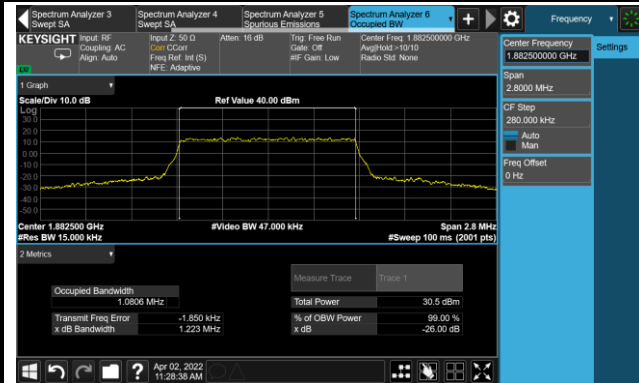 Spectrum Analyzer 3
Swept SA
Spectrum Analyzer 4
Swept SA
Spectrum Analyzer 5
Spurious Emissions
Spectrum Analyzer 6
Occupied BW
Frequency
KEYSIGHT
Input: RF
Coupling: AC
Align: Auto
Input Z: 50 Ω
Corr CCorr
Freq Ref: Int (S)
NFE: Adaptive
Atten: 16 dB
Trig: Free Run
Gate: Off
#IF Gain: Low
Center Freq: 1.882500000 GHz
Avg|Hold:>10/10
Radio Std: None
Center Frequency
1.882500000 GHz
Settings
Span
2.8000 MHz
CF Step
280.000 kHz
Auto
Man
Freq Offset
0 Hz
1 Graph
Scale/Div 10.0 dB
Ref Value 40.00 dBm
Log
30.0
20.0
10.0
0.00
-10.0
-20.0
-30.0
-40.0
-50.0
Center 1.882500 GHz
#Video BW 47.000 kHz
Span 2.8 MHz
#Res BW 15.000 kHz
#Sweep 100 ms (2001 pts)
2 Metrics
Measure Trace
Trace 1
Occupied Bandwidth
1.0806 MHz
Total Power
30.5 dBm
Transmit Freq Error
-1.850 kHz
% of OBW Power
99.00 %
x dB Bandwidth
1.223 MHz
x dB
-26.00 dB
Apr 02, 2022
11:28:38 AM